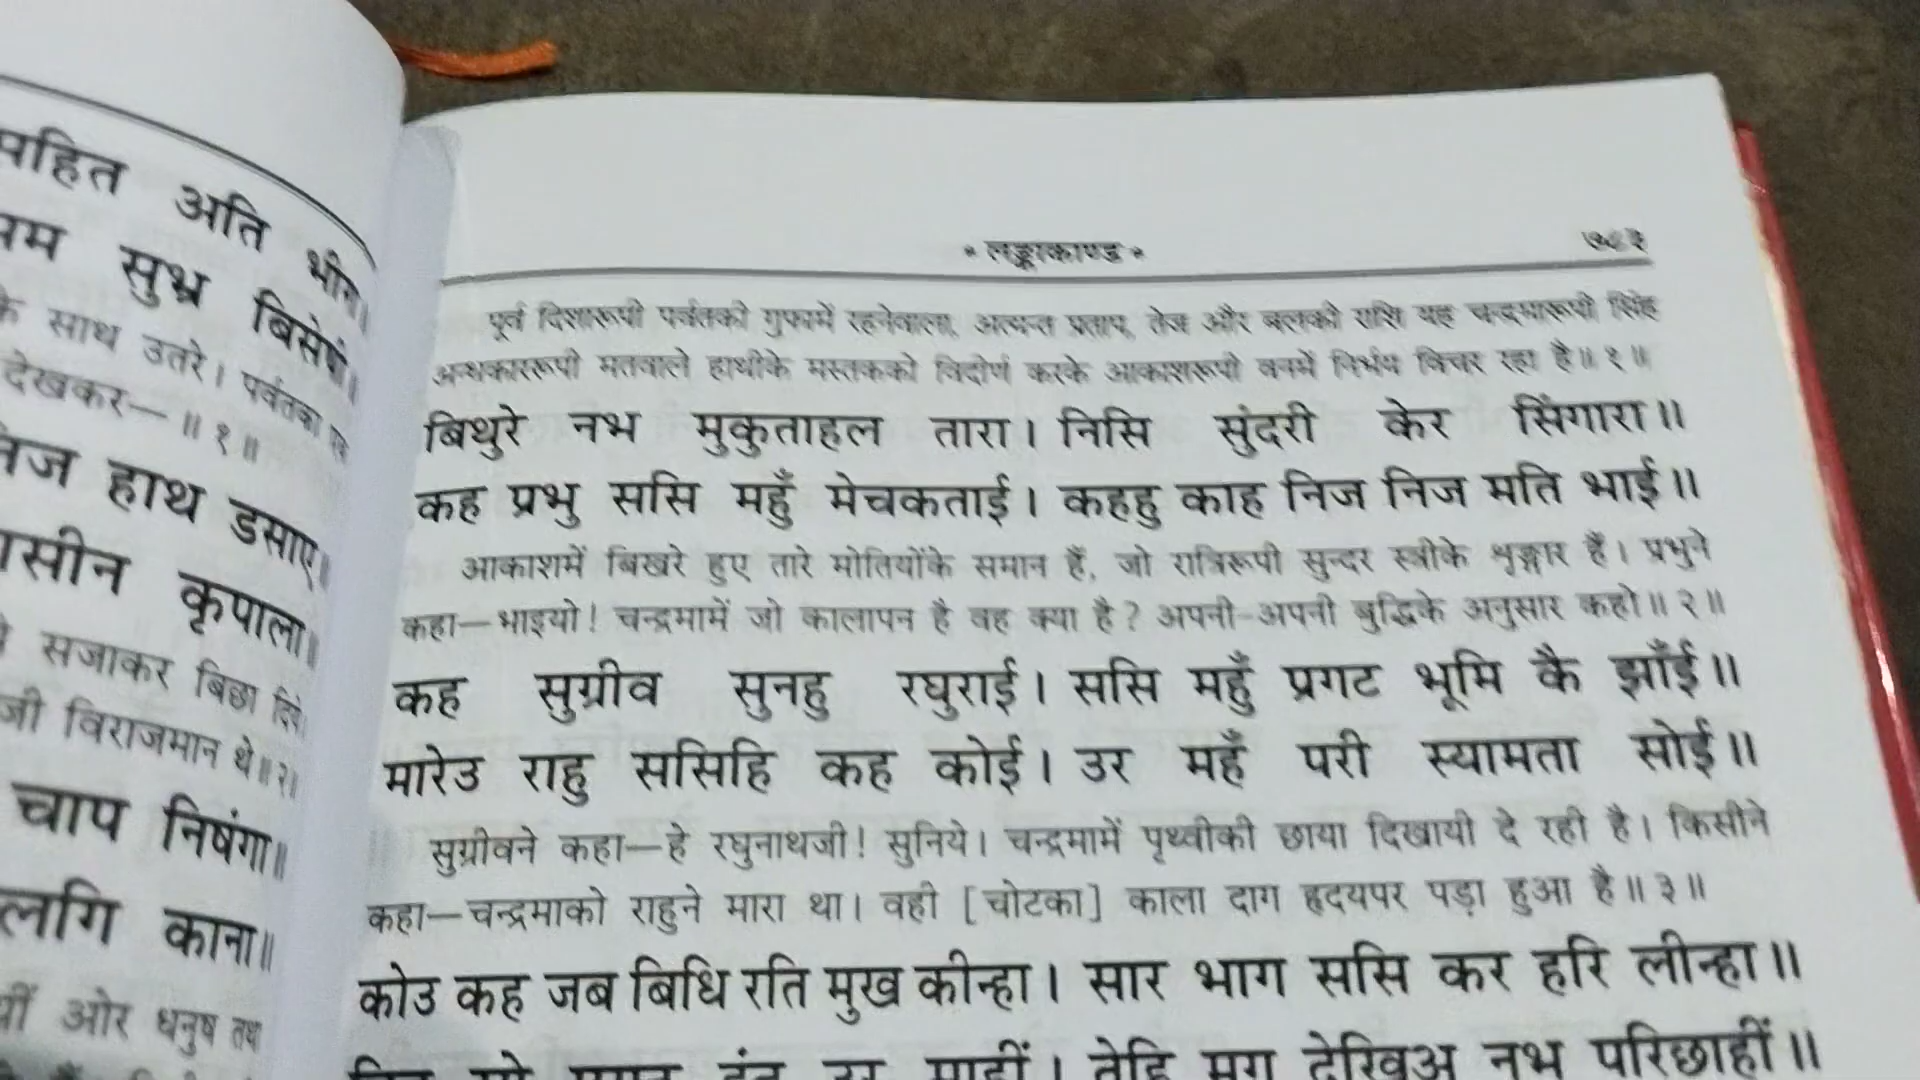 पहित अति भोग।
सम सुभ्र बिसेषी।
के साथ उतरे। पर्वतका एक
देखकर—॥१॥
निज हाथ डसाए।
आसीन कृपाला॥
सजाकर बिछा दिये।
जी विराजमान थे॥२॥
चाप निषंगा॥
लगि काना॥
ओर धनुष तथा
* लङ्काकाण्ड *
पूर्व दिशारूपी पर्वतकी गुफामें रहनेवाला, अत्यन्त प्रताप, तेज और बलकी राशि यह चन्द्रमारूपी सिंह
अन्धकाररूपी मतवाले हाथीके मस्तकको विदीर्ण करके आकाशरूपी वनमें निर्भय विचर रहा है॥१॥
बिथुरे नभ मुकुताहल तारा। निसि सुंदरी केर सिंगारा॥
कह प्रभु ससि महुँ मेचकताई। कहहु काह निज निज मति भाई॥
आकाशमें बिखरे हुए तारे मोतियोंके समान हैं, जो रात्रिरूपी सुन्दर स्त्रीके शृङ्गार हैं। प्रभुने
कहा—भाइयो! चन्द्रमामें जो कालापन है वह क्या है? अपनी-अपनी बुद्धिके अनुसार कहो॥२॥
कह सुग्रीव सुनहु रघुराई। ससि महुँ प्रगट भूमि कै झाँई॥
मारेउ राहु ससिहि कह कोई। उर महँ परी स्यामता सोई॥
सुग्रीवने कहा—हे रघुनाथजी! सुनिये। चन्द्रमामें पृथ्वीकी छाया दिखायी दे रही है। किसीने
कहा—चन्द्रमाको राहुने मारा था। वही [चोटका] काला दाग हृदयपर पड़ा हुआ है॥३॥
कोउ कह जब बिधि रति मुख कीन्हा। सार भाग ससि कर हरि लीन्हा॥
तेहि मग देखिअ नभ परिछाहीं॥